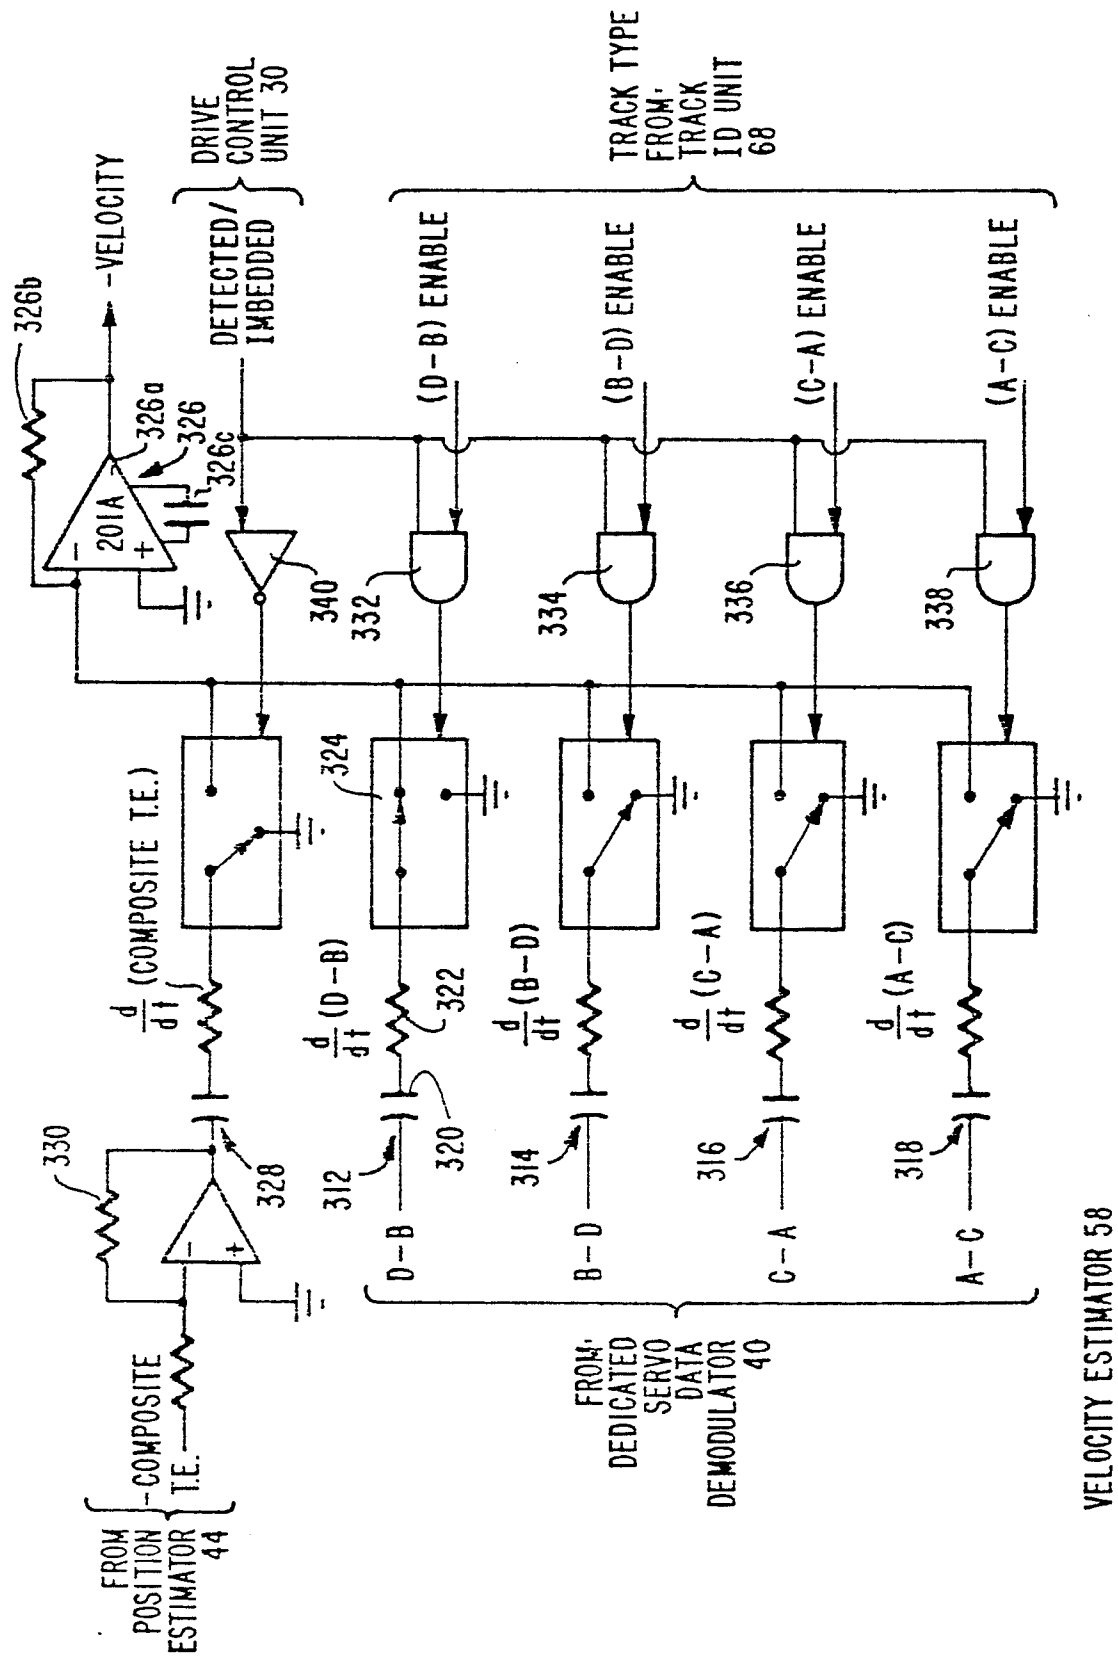 FROM
POSITION
ESTIMATOR
44
-COMPOSITE
T.E.
330
328
d/dt (COMPOSITE T.E.)
326b
-VELOCITY
201A
-
+
326a
326
326c
-
+
DETECTED/
IMBEDDED
DRIVE
CONTROL
UNIT 30
340
FROM:
DEDICATED
SERVO
DATA
DEMODULATOR
40
D-B
312
320
d/dt (D-B)
322
324
332
(D-B) ENABLE
B-D
314
d/dt (B-D)
334
(B-D) ENABLE
C-A
316
d/dt (C-A)
336
(C-A) ENABLE
A-C
318
d/dt (A-C)
338
(A-C) ENABLE
TRACK TYPE
FROM:
TRACK
ID UNIT
68
VELOCITY ESTIMATOR 58